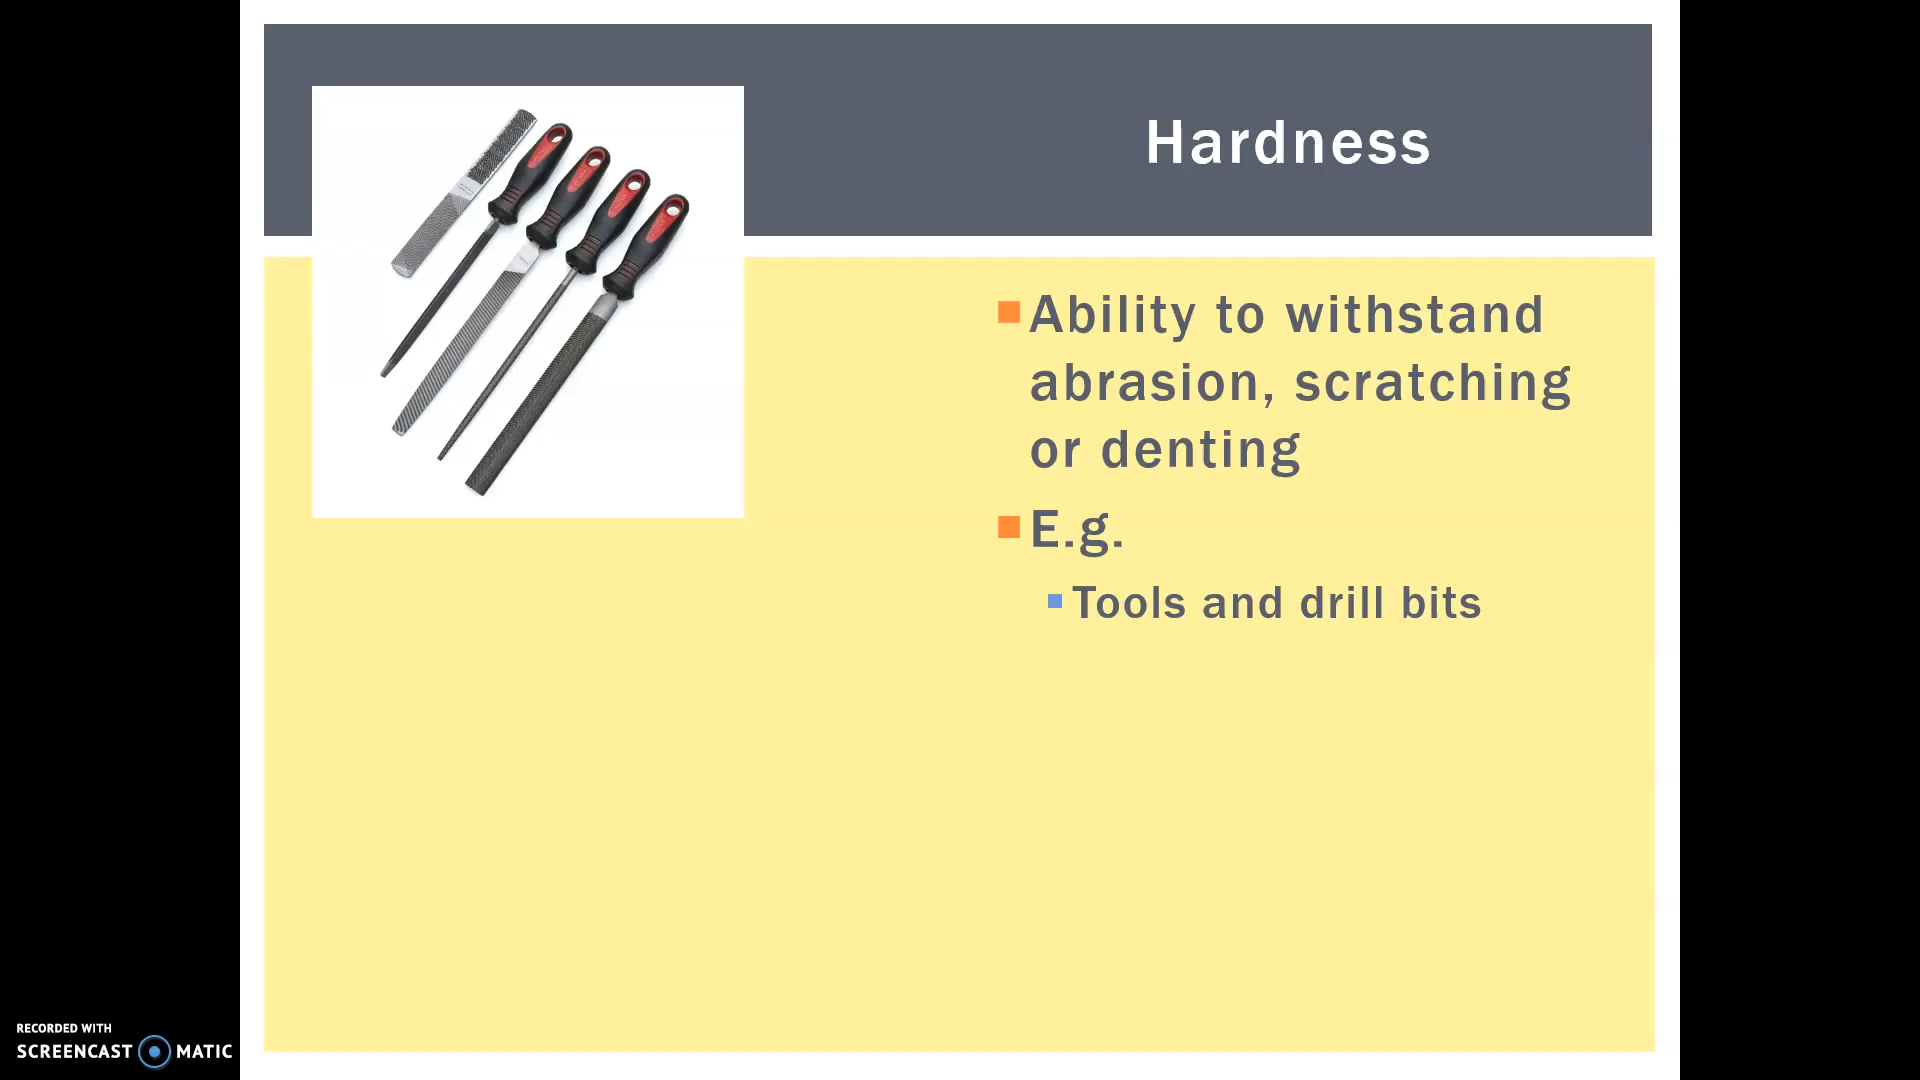 Hardness
Ability to withstand
abrasion, scratching
or denting
E.g.
Tools and drill bits
RECORDED WITH
SCREENCAST MATIC